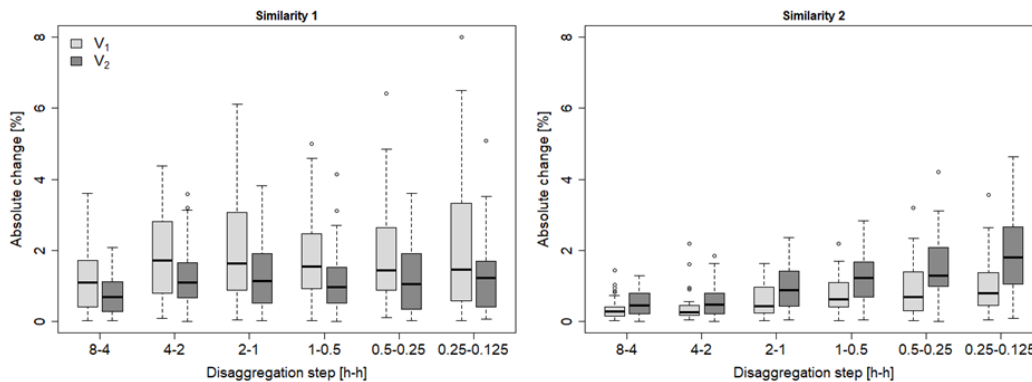 Similarity 1
Absolute change [%]
8
6
4
2
0
V1
V2
8-4 4-2 2-1 1-0.5 0.5-0.25 0.25-0.125
Disaggregation step [h-h]
Similarity 2
Absolute change [%]
8
6
4
2
0
8-4 4-2 2-1 1-0.5 0.5-0.25 0.25-0.125
Disaggregation step [h-h]